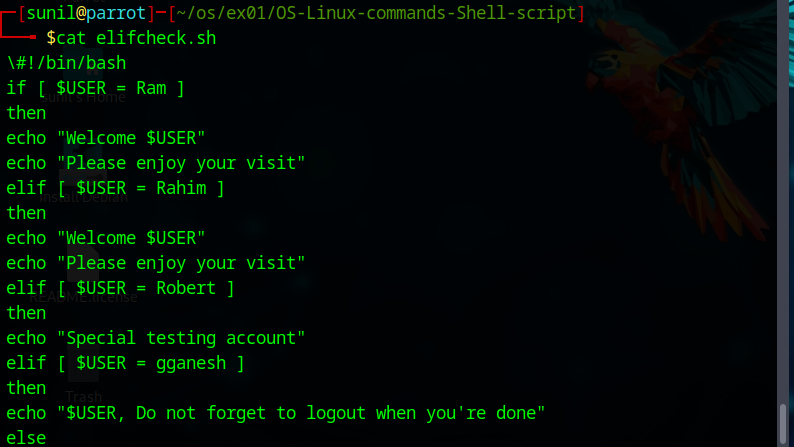 ┌─[sunil@parrot]─[~/os/ex01/OS-Linux-commands-Shell-script]
└──╼ $cat elifcheck.sh
\#!/bin/bash
if [ $USER = Ram ]
sunil's Home
then
echo "Welcome $USER"
echo "Please enjoy your visit"
elif [ $USER = Rahim ]
Install Debian
then
echo "Welcome $USER"
echo "Please enjoy your visit"
elif [ $USER = Robert ]
README.license
then
echo "Special testing account"
elif [ $USER = gganesh ]
then
Trash
echo "$USER, Do not forget to logout when you're done"
else